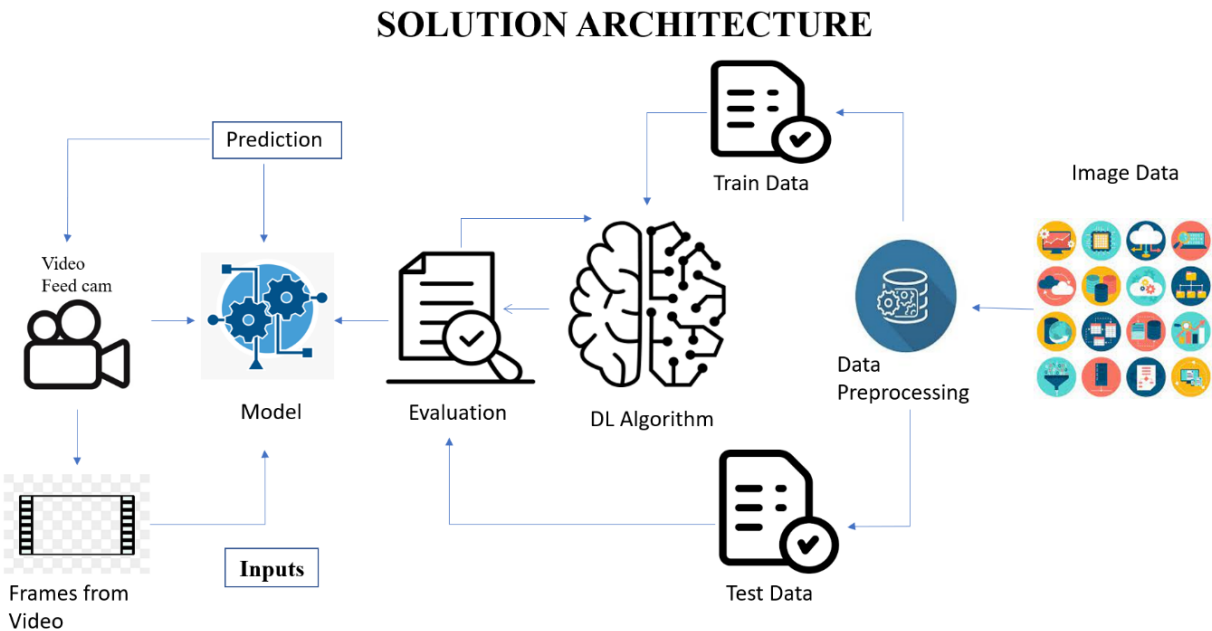 SOLUTION ARCHITECTURE
Prediction
Train Data
Image Data
Video
Feed cam
Data
Preprocessing
Model
Evaluation
DL Algorithm
Inputs
Frames from
Video
Test Data